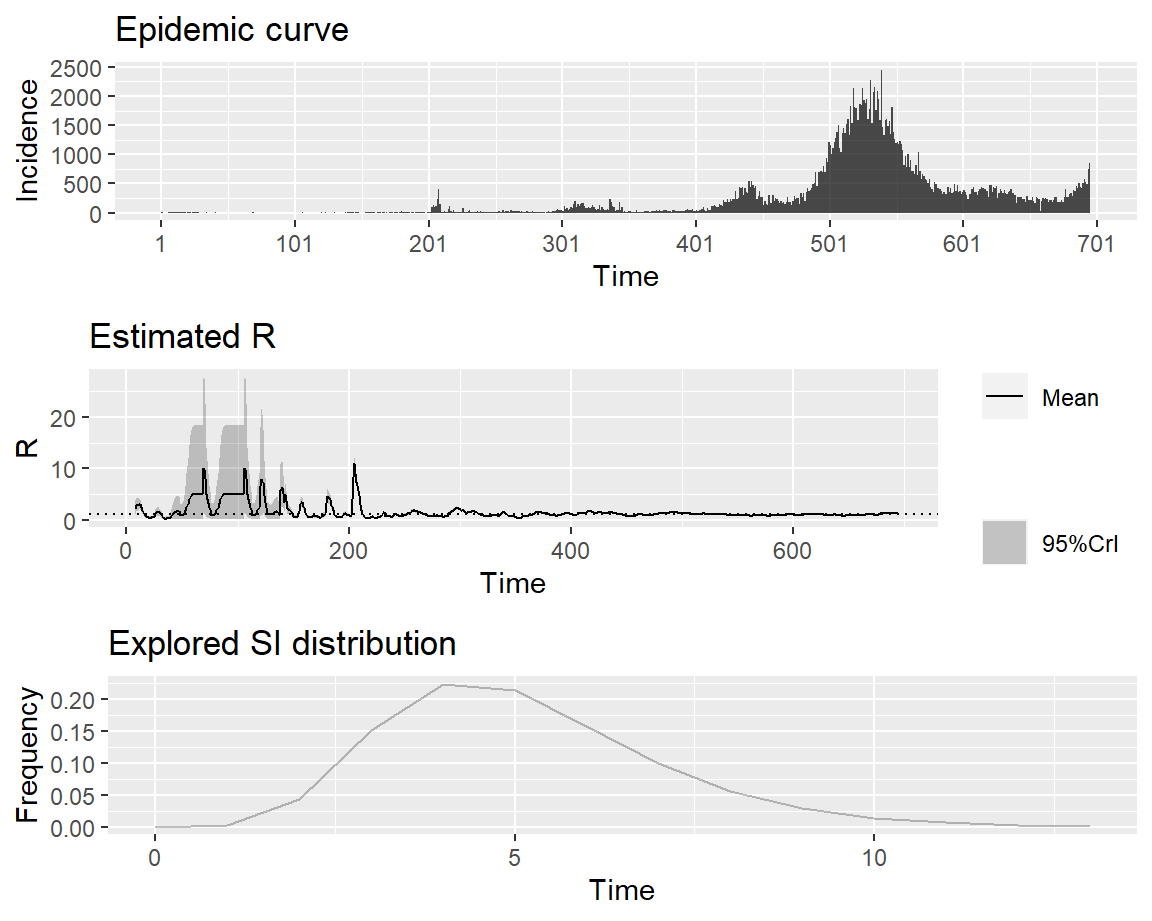 Epidemic curve
2500
2000
1500
1000
500
0
Incidence
1 101 201 301 401 501 601 701
Time
Estimated R
20
10
0
R
0 200 400 600
Time
Mean
95%CrI
Explored SI distribution
0.20
0.15
0.10
0.05
0.00
Frequency
0 5 10
Time